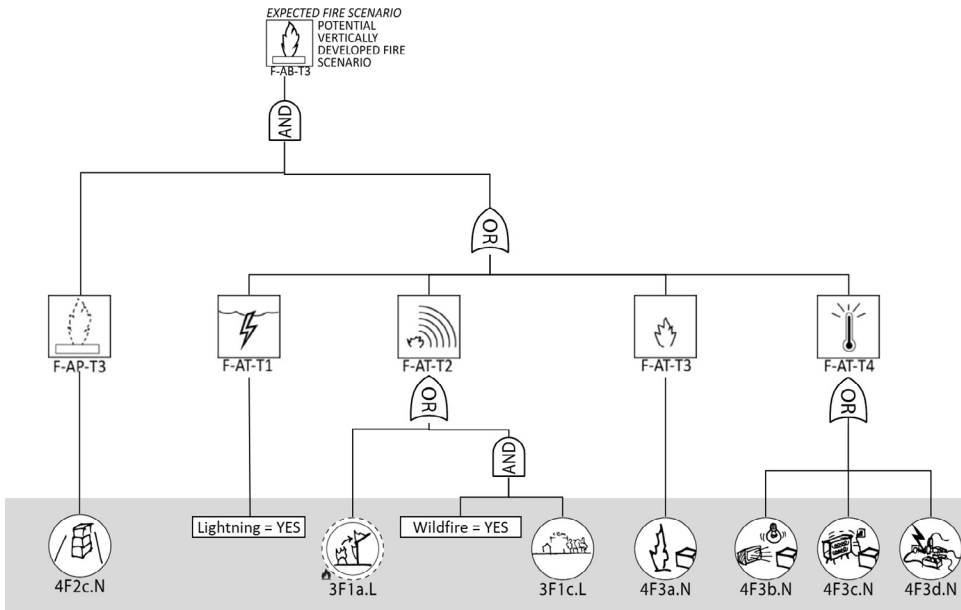 EXPECTED FIRE SCENARIO
POTENTIAL
VERTICALLY
DEVELOPED FIRE
SCENARIO
F-AB-T3
AND
OR
F-AP-T3
F-AT-T1
F-AT-T2
F-AT-T3
F-AT-T4
OR
OR
AND
Lightning = YES
Wildfire = YES
4F2c.N
3F1a.L
3F1c.L
4F3a.N
4F3b.N
4F3c.N
4F3d.N